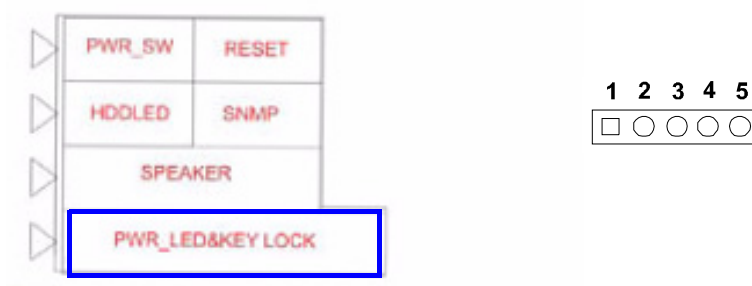 PWR_SW RESET
HDDLED SNMP
SPEAKER
PWR_LED&KEY LOCK
1 2 3 4 5